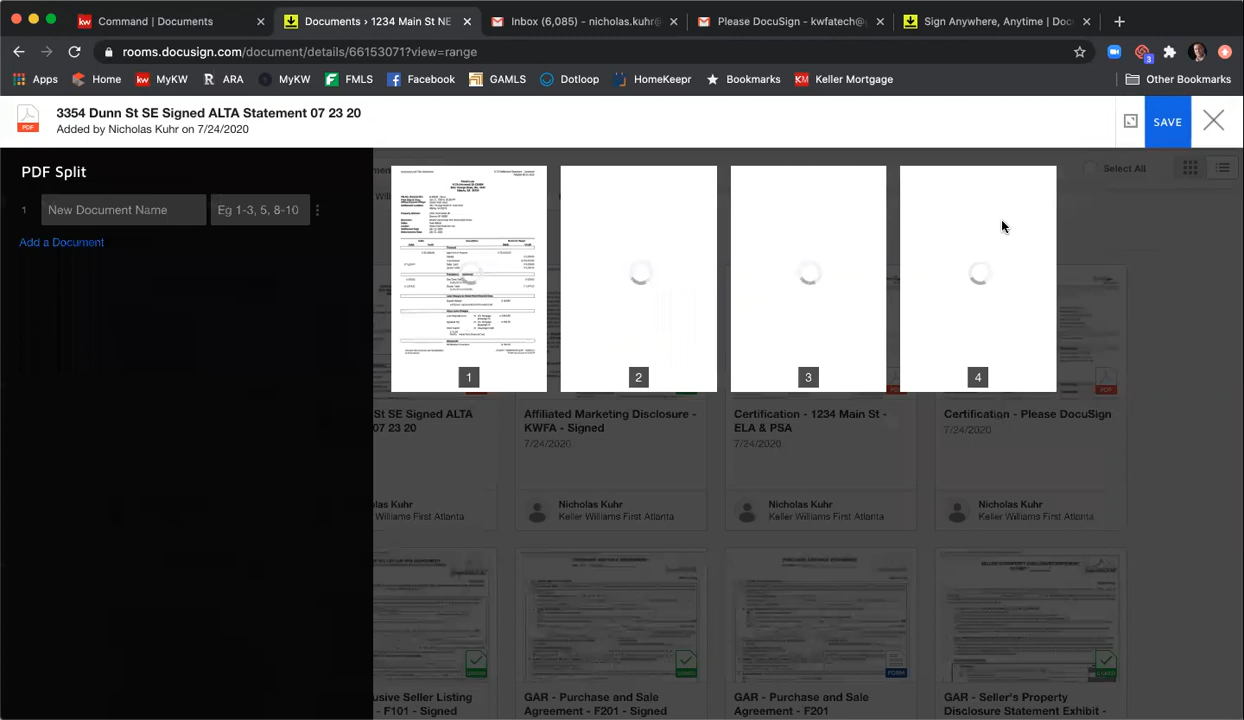 Command | Documents
Documents > 1234 Main St NE
Inbox (6,085) - nicholas.kuhr@
Please DocuSign - kwfatech@
Sign Anywhere, Anytime | Doc
rooms.docusign.com/document/details/66153071?view=range
3
Apps
Home
kw MyKW
R ARA
MyKW
FMLS
Facebook
GAMLS
Dotloop
HomeKeepr
Bookmarks
KM Keller Mortgage
Other Bookmarks
PDF
3354 Dunn St SE Signed ALTA Statement 07 23 20
Added by Nicholas Kuhr on 7/24/2020
SAVE
PDF Split
Select All
1
New Document Name
Eg 1-3, 5, 8-10
Add a Document
1
2
3
4
St SE Signed ALTA
07 23 20
Affiliated Marketing Disclosure -
KWFA - Signed
7/24/2020
Certification - 1234 Main St -
ELA & PSA
7/24/2020
Certification - Please DocuSign
7/24/2020
Kuhr
Williams First Atlanta
Nicholas Kuhr
Keller Williams First Atlanta
Nicholas Kuhr
Keller Williams First Atlanta
Nicholas Kuhr
Keller Williams First Atlanta
usive Seller Listing
- F101 - Signed
GAR - Purchase and Sale
Agreement - F201 - Signed
GAR - Purchase and Sale
Agreement - F201
GAR - Seller's Property
Disclosure Statement Exhibit -